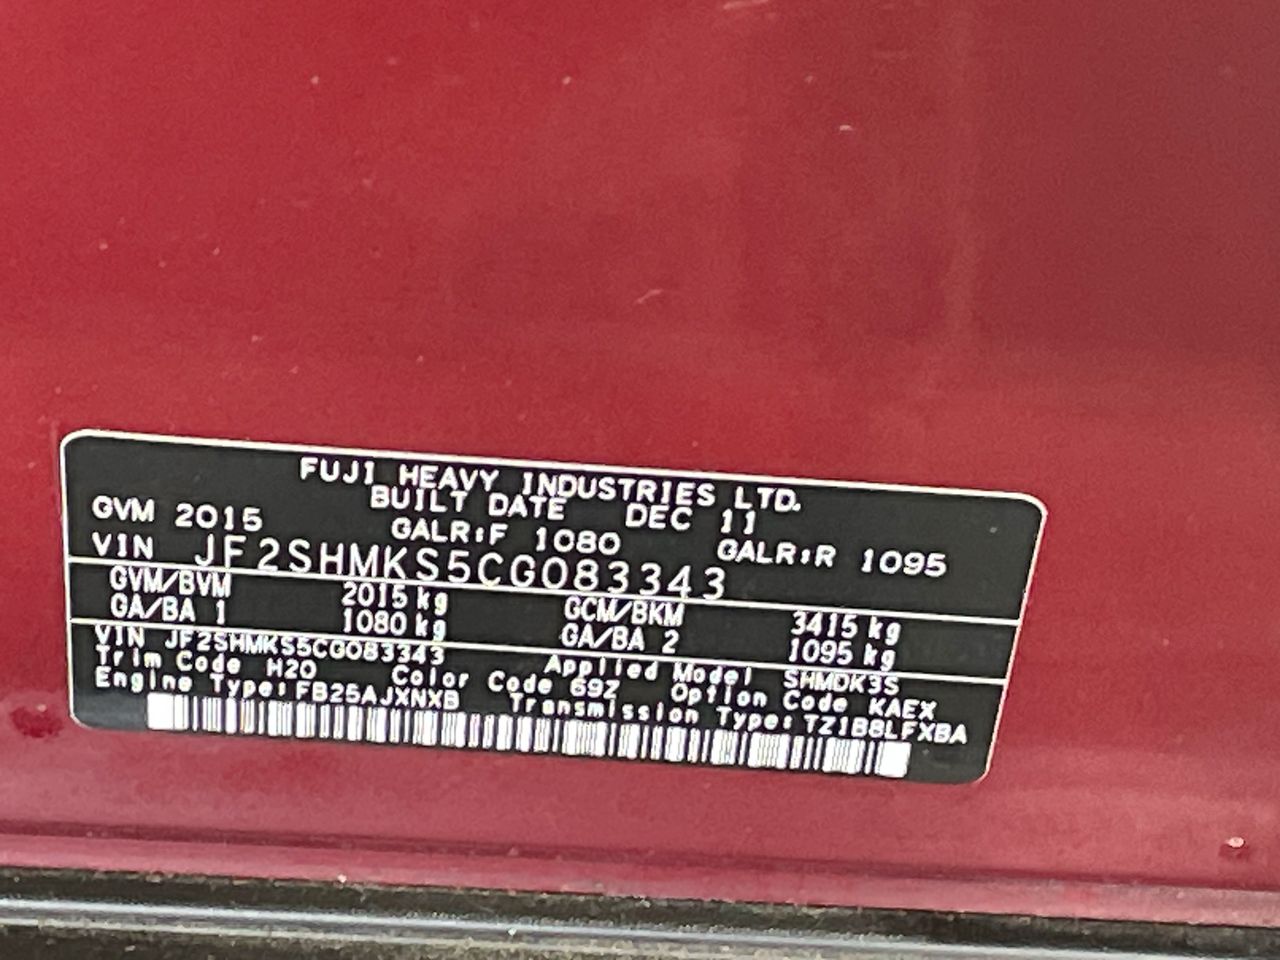 FUJI HEAVY INDUSTRIES LTD.
BUILT DATE DEC 11
GVM 2015 GALR:F 1080 GALR:R 1095
VIN JF2SHMKS5CG083343
GVM/BVM 2015 kg GCM/BKM 3415 kg
GA/BA 1 1080 kg GA/BA 2 1095 kg
VIN JF2SHMKS5CG083343 Applied Model SHMDK3S
Trim Code H20 Color Code 69Z Option Code KAEX
Engine Type: FB25AJXNXB Transmission Type: TZ1B8LFXBA